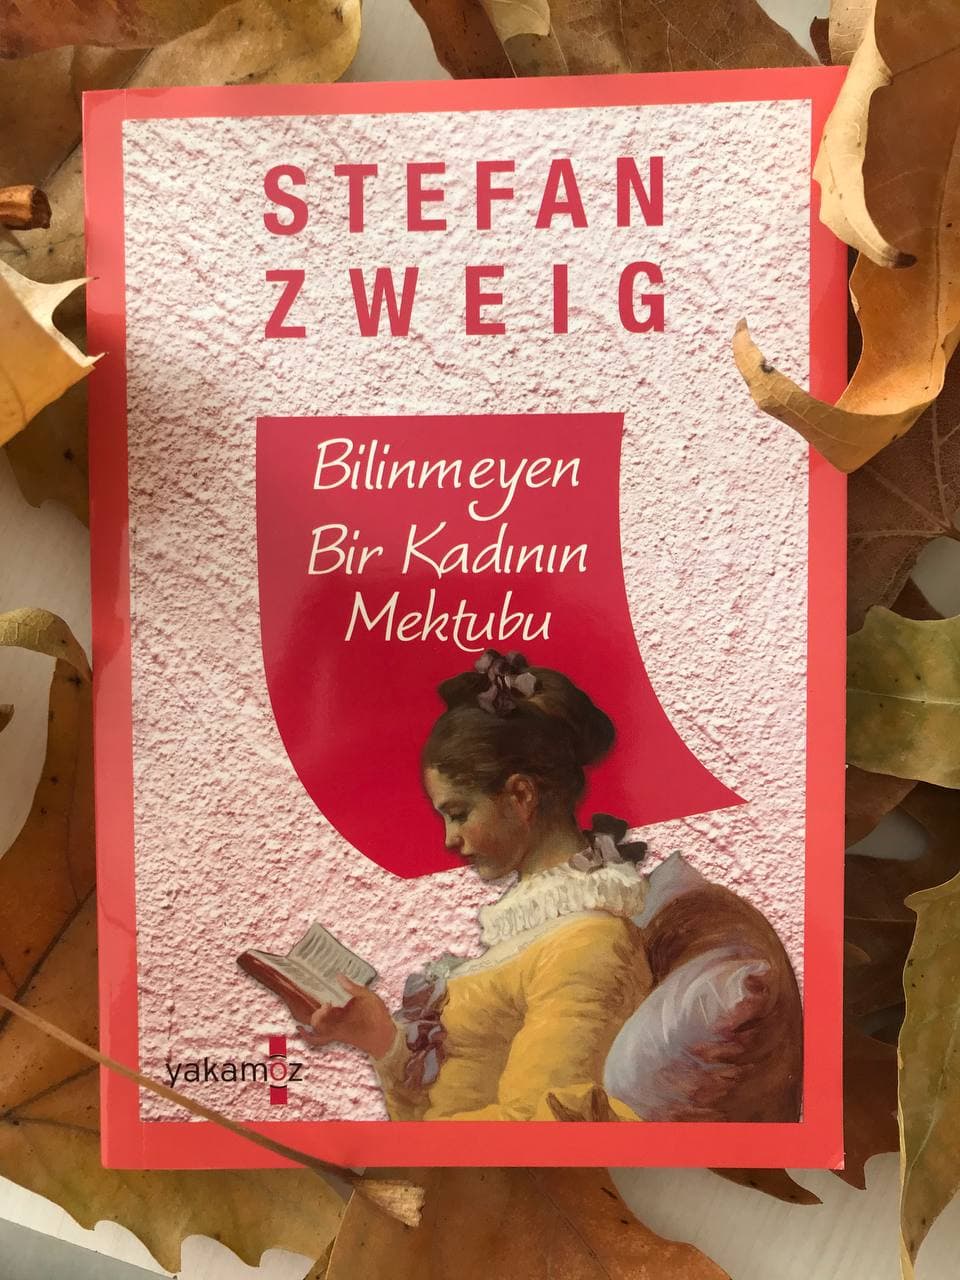 STEFAN
ZWEIG
Bilinmeyen
Bir Kadının
Mektubu
yakamoz